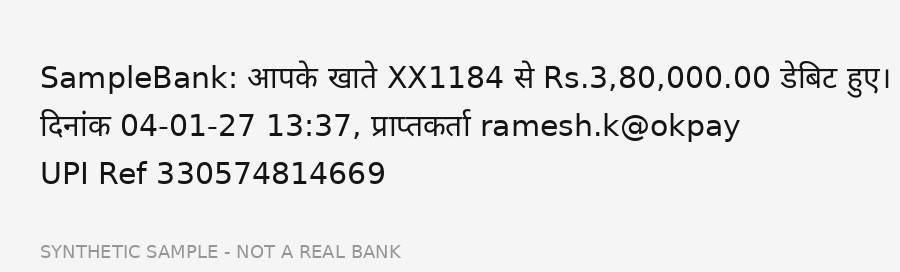 SampleBank: आपके खाते XX1184 से Rs.3,80,000.00 डेबिट हुए।
दिनांक 04-01-27 13:37, प्राप्तकर्ता ramesh.k@okpay
UPI Ref 330574814669
SYNTHETIC SAMPLE - NOT A REAL BANK